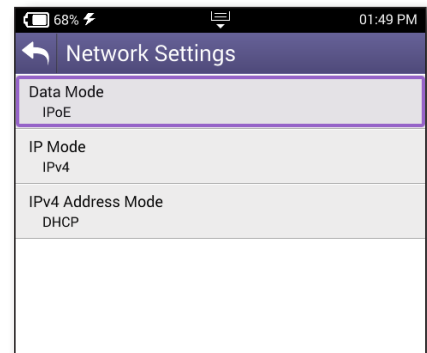 68% 01:49 PM
Network Settings
Data Mode
IPoE
IP Mode
IPv4
IPv4 Address Mode
DHCP